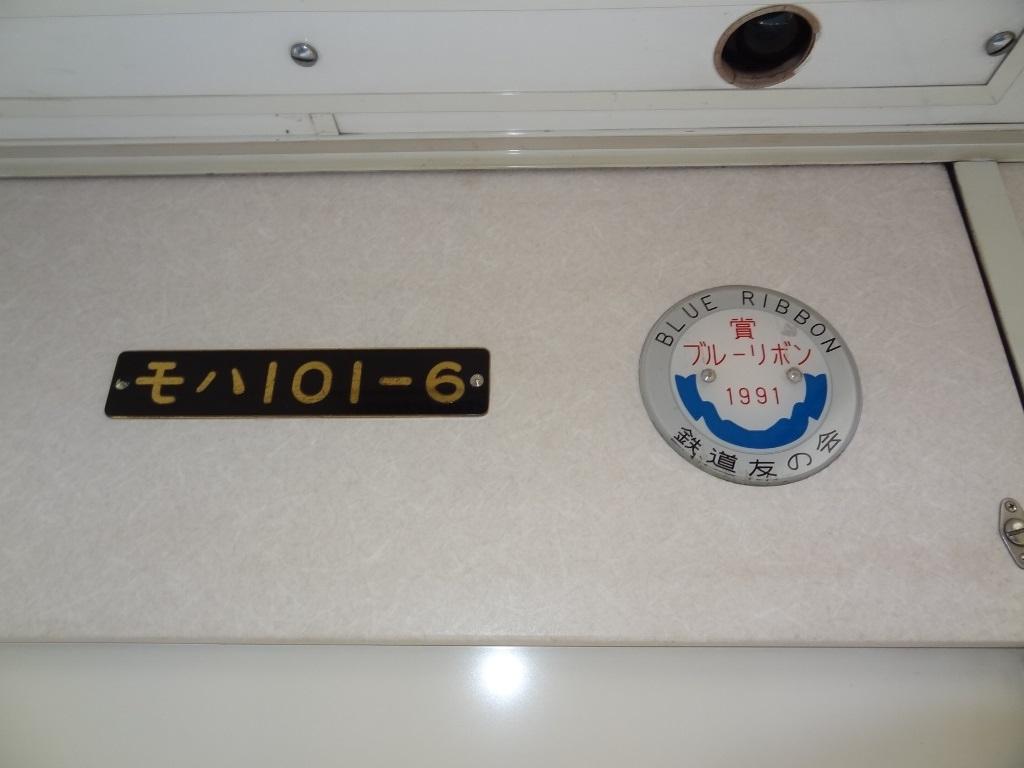 モハ101-6
BLUE RIBBON
賞
ブルーリボン
1991
鉄道友の会